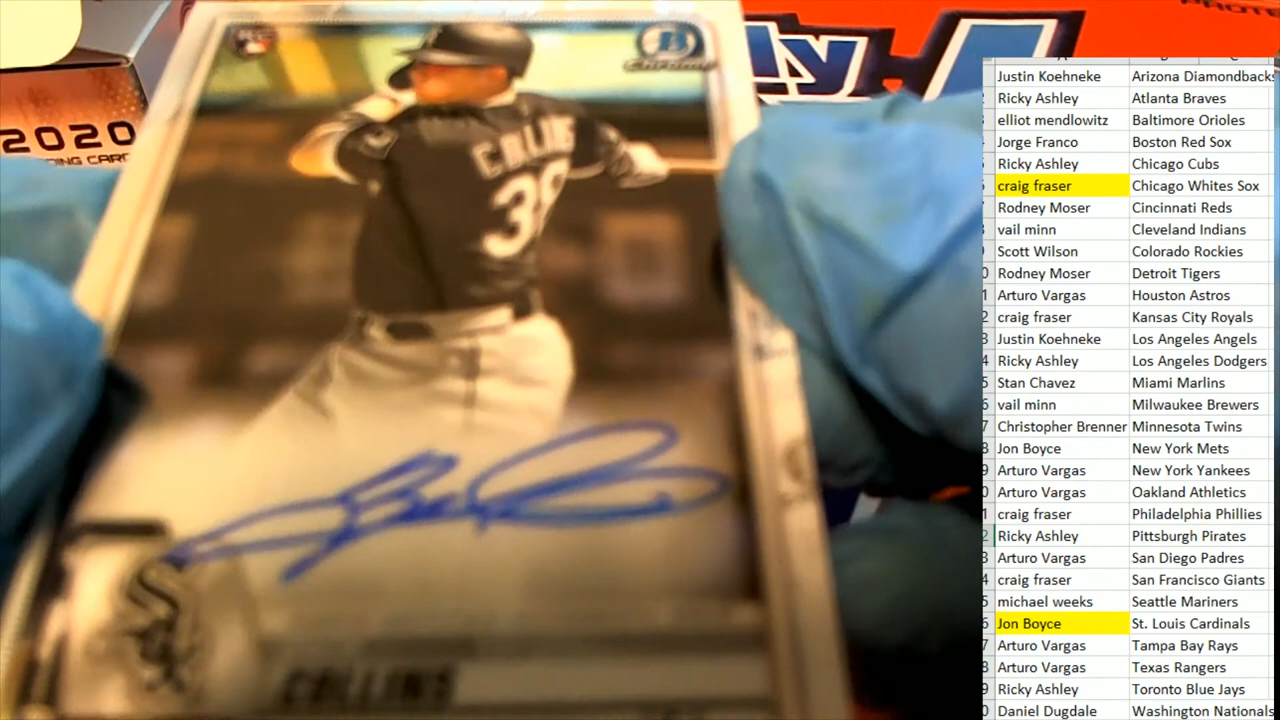 RC
B
CHROME
2020
COLLINS
38
SOX
Justin Koehneke Arizona Diamondbacks
Ricky Ashley Atlanta Braves
elliot mendlowitz Baltimore Orioles
Jorge Franco Boston Red Sox
Ricky Ashley Chicago Cubs
craig fraser Chicago Whites Sox
Rodney Moser Cincinnati Reds
vail minn Cleveland Indians
Scott Wilson Colorado Rockies
Rodney Moser Detroit Tigers
Arturo Vargas Houston Astros
craig fraser Kansas City Royals
Justin Koehneke Los Angeles Angels
Ricky Ashley Los Angeles Dodgers
Stan Chavez Miami Marlins
vail minn Milwaukee Brewers
Christopher Brenner Minnesota Twins
Jon Boyce New York Mets
Arturo Vargas New York Yankees
Arturo Vargas Oakland Athletics
craig fraser Philadelphia Phillies
Ricky Ashley Pittsburgh Pirates
Arturo Vargas San Diego Padres
craig fraser San Francisco Giants
michael weeks Seattle Mariners
Jon Boyce St. Louis Cardinals
Arturo Vargas Tampa Bay Rays
Arturo Vargas Texas Rangers
Ricky Ashley Toronto Blue Jays
Daniel Dugdale Washington Nationals